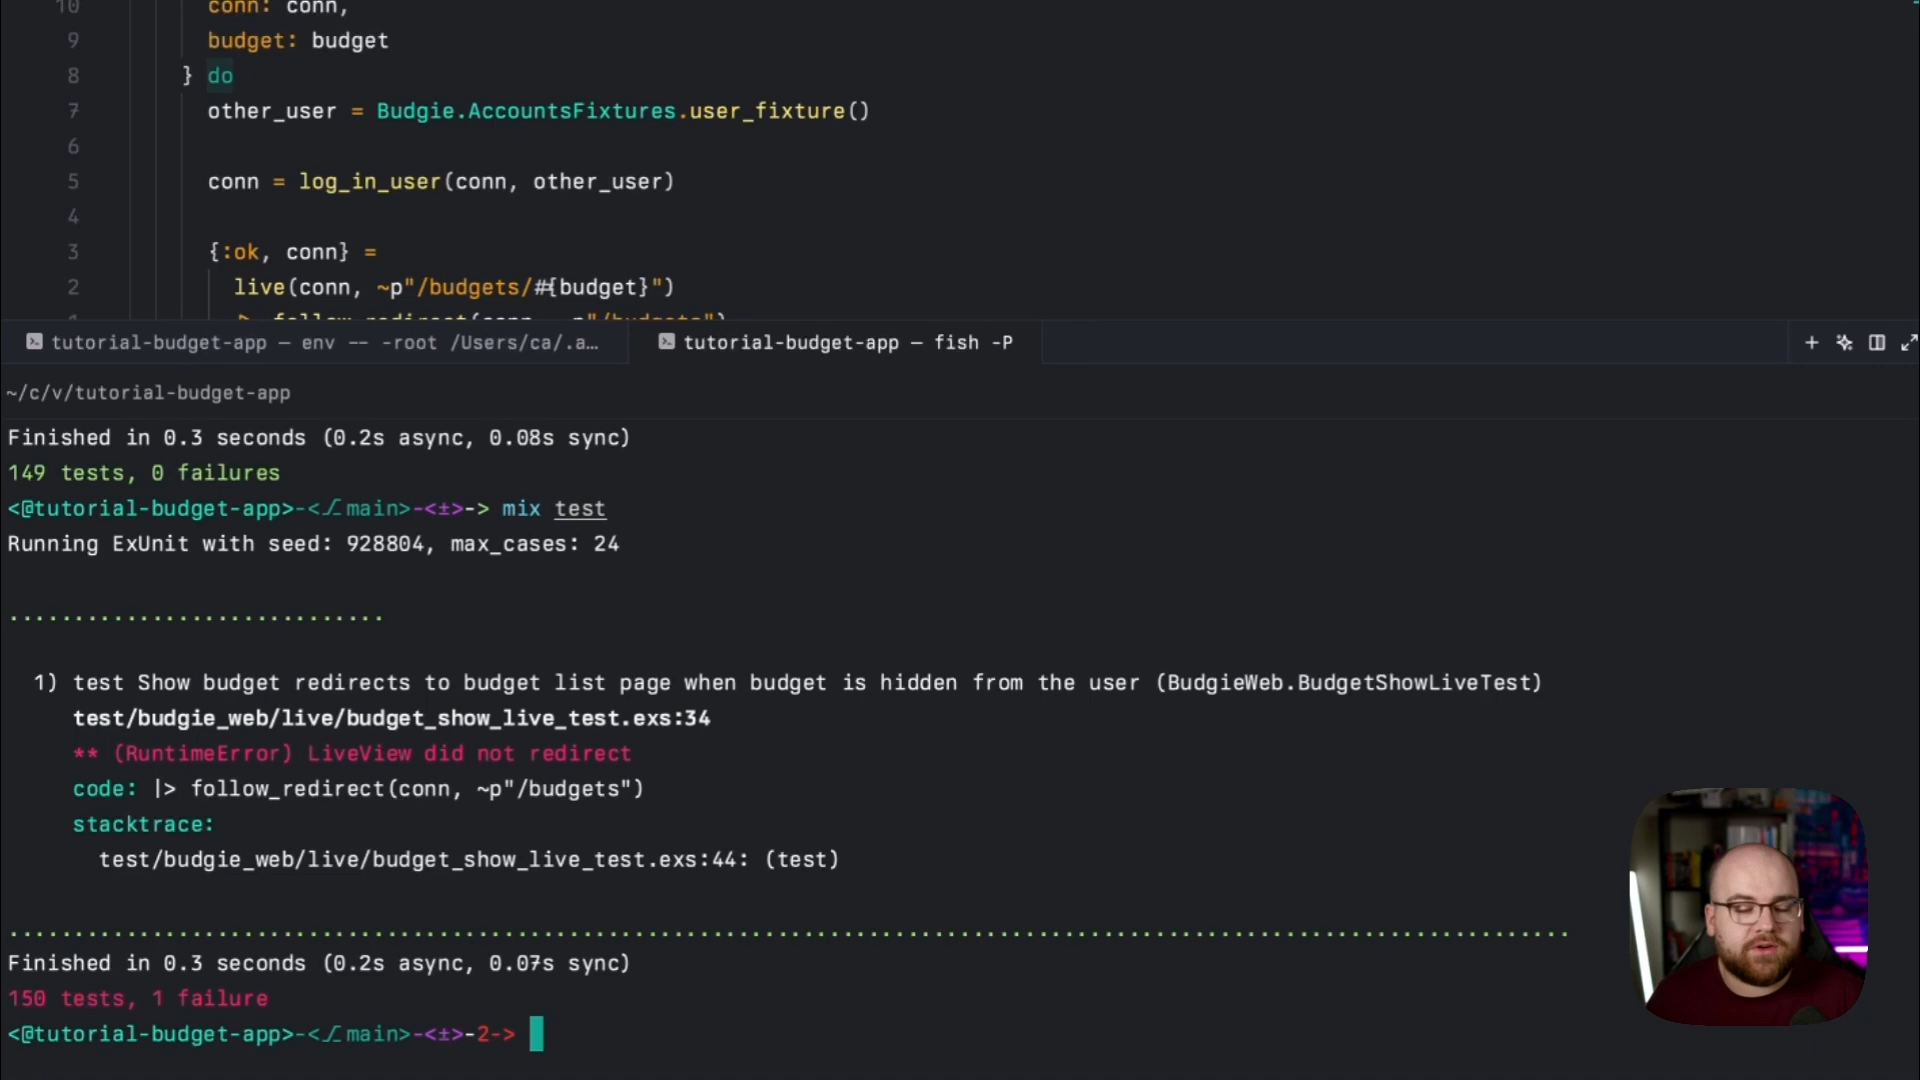 10 conn: conn,
9 budget: budget
8 } do
7 other_user = Budgie.AccountsFixtures.user_fixture()
6
5 conn = log_in_user(conn, other_user)
4
3 {:ok, conn} =
2 live(conn, ~p"/budgets/#{budget}")
1 |> follow_redirect(conn, ~p"/budgets")
tutorial-budget-app — env -- -root /Users/ca/.a… tutorial-budget-app — fish -P
~/c/v/tutorial-budget-app
Finished in 0.3 seconds (0.2s async, 0.08s sync)
149 tests, 0 failures
<@tutorial-budget-app>-<⎇main>-<±>-> mix test
Running ExUnit with seed: 928804, max_cases: 24
.............................
1) test Show budget redirects to budget list page when budget is hidden from the user (BudgieWeb.BudgetShowLiveTest)
test/budgie_web/live/budget_show_live_test.exs:34
** (RuntimeError) LiveView did not redirect
code: |> follow_redirect(conn, ~p"/budgets")
stacktrace:
test/budgie_web/live/budget_show_live_test.exs:44: (test)
........................................................................................................................
Finished in 0.3 seconds (0.2s async, 0.07s sync)
150 tests, 1 failure
<@tutorial-budget-app>-<⎇main>-<±>-2->